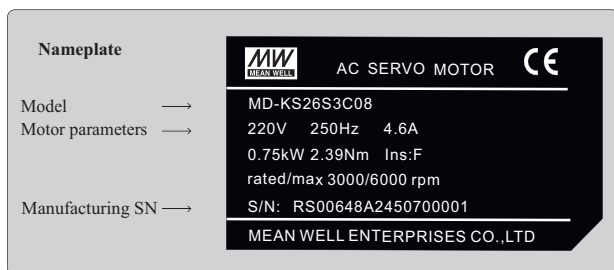 Nameplate
MW
MEAN WELL
AC SERVO MOTOR CE
Model
MD-KS26S3C08
Motor parameters
220V 250Hz 4.6A
0.75kW 2.39Nm Ins:F
rated/max 3000/6000 rpm
Manufacturing SN
S/N: RS00648A2450700001
MEAN WELL ENTERPRISES CO.,LTD